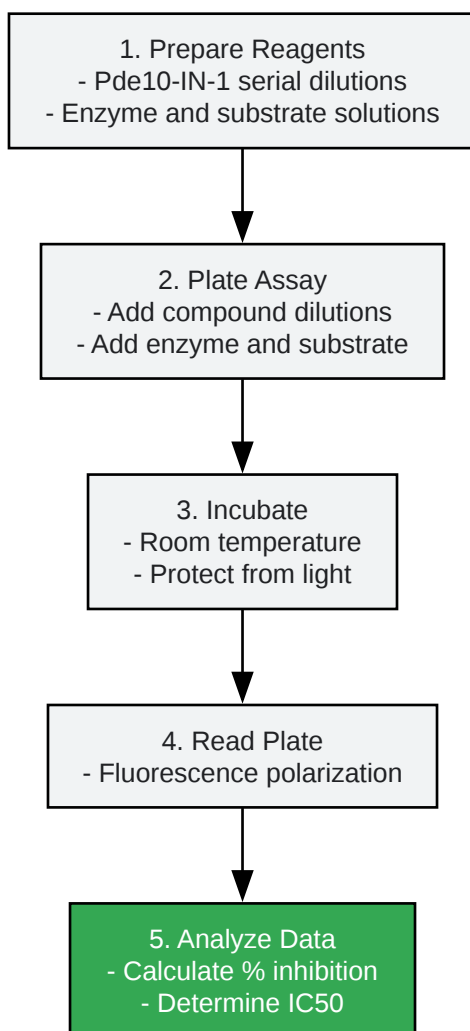 1. Prepare Reagents
- Pde10-IN-1 serial dilutions
- Enzyme and substrate solutions
2. Plate Assay
- Add compound dilutions
- Add enzyme and substrate
3. Incubate
- Room temperature
- Protect from light
4. Read Plate
- Fluorescence polarization
5. Analyze Data
- Calculate % inhibition
- Determine IC50